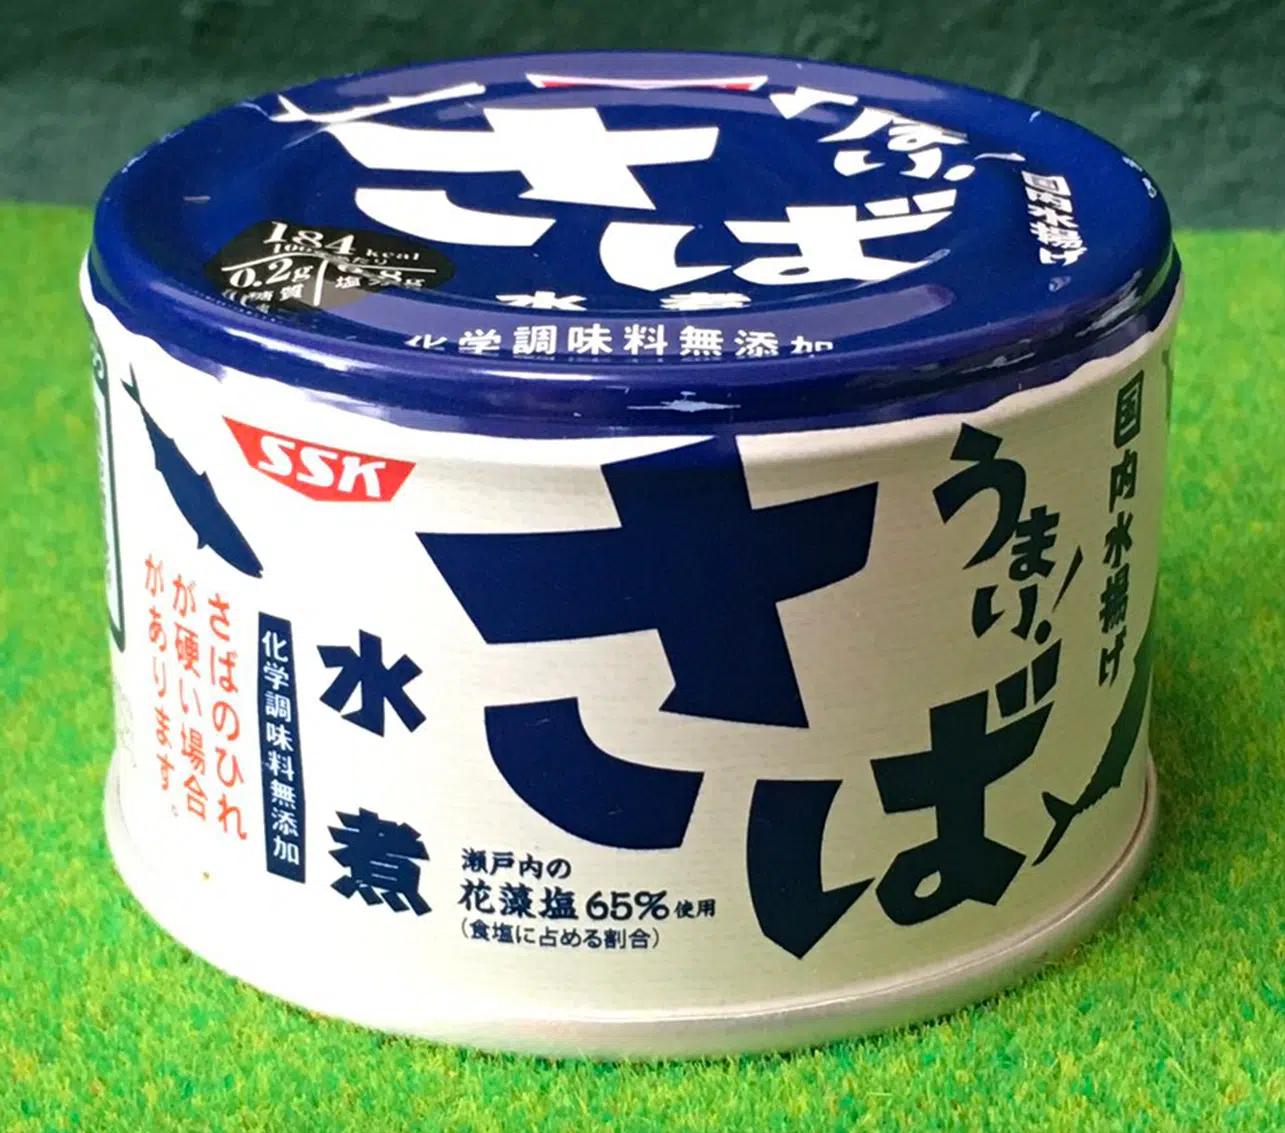 うまい!
さば
国内水揚げ
水煮
化学調味料無添加
184 kcal
0.2g
糖質
SSK
うまい!
さば
国内水揚げ
水煮
化学調味料無添加
さばのひれ
が硬い場合
があります。
瀬戸内の
花藻塩65%使用
(食塩に占める割合)